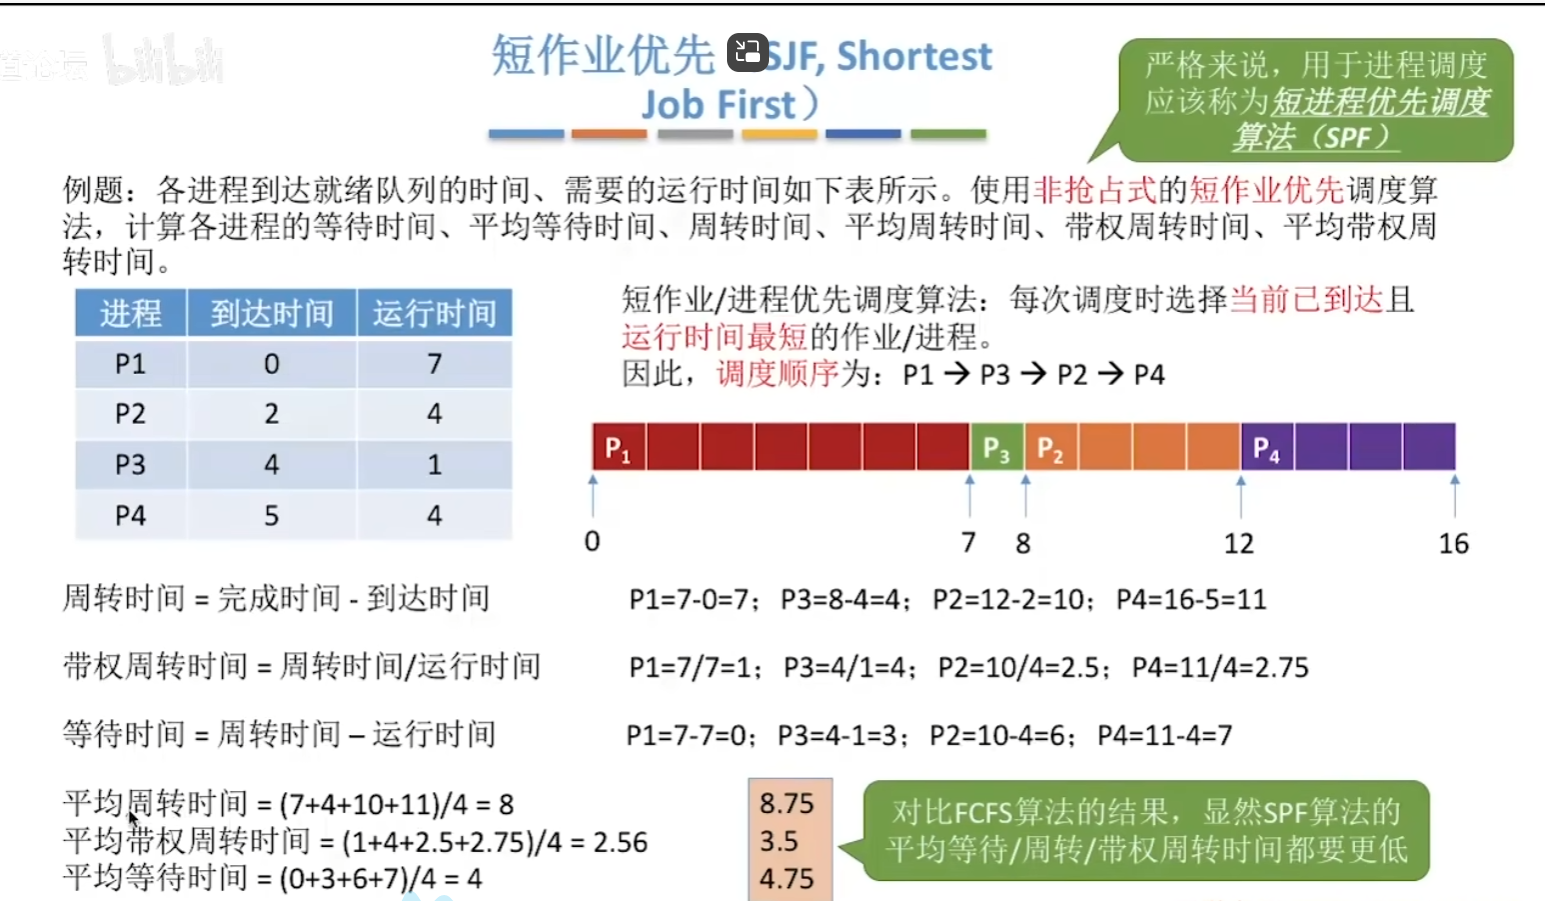 bilibili
短作业优先 SJF, Shortest
Job First）
严格来说，用于进程调度
应该称为短进程优先调度
算法（SPF）
例题：各进程到达就绪队列的时间、需要的运行时间如下表所示。使用非抢占式的短作业优先调度算
法，计算各进程的等待时间、平均等待时间、周转时间、平均周转时间、带权周转时间、平均带权周
转时间。
进程 到达时间 运行时间
P1 0 7
P2 2 4
P3 4 1
P4 5 4
短作业/进程优先调度算法：每次调度时选择当前已到达且
运行时间最短的作业/进程。
因此，调度顺序为：P1 → P3 → P2 → P4
P1 P3 P2 P4
0 7 8 12 16
周转时间 = 完成时间 - 到达时间 P1=7-0=7；P3=8-4=4；P2=12-2=10；P4=16-5=11
带权周转时间 = 周转时间/运行时间 P1=7/7=1；P3=4/1=4；P2=10/4=2.5；P4=11/4=2.75
等待时间 = 周转时间 – 运行时间 P1=7-7=0；P3=4-1=3；P2=10-4=6；P4=11-4=7
平均周转时间 = (7+4+10+11)/4 = 8
平均带权周转时间 = (1+4+2.5+2.75)/4 = 2.56
平均等待时间 = (0+3+6+7)/4 = 4
8.75
3.5
4.75
对比FCFS算法的结果，显然SPF算法的
平均等待/周转/带权周转时间都要更低